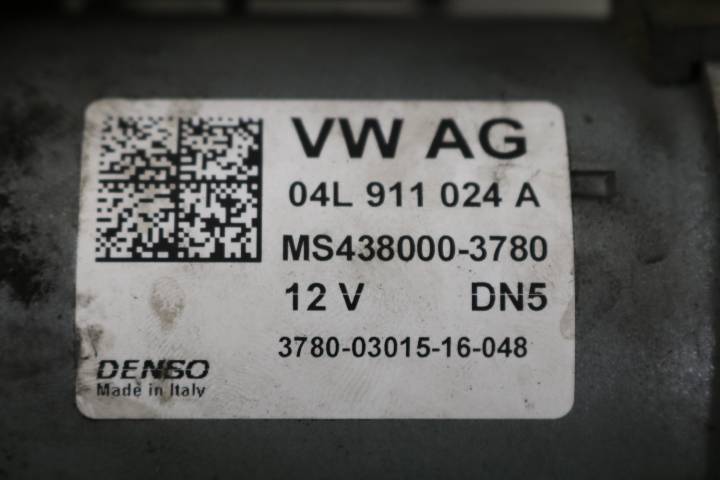 VW AG
04L 911 024 A
MS438000-3780
12 V DN5
3780-03015-16-048
DENSO
Made in Italy